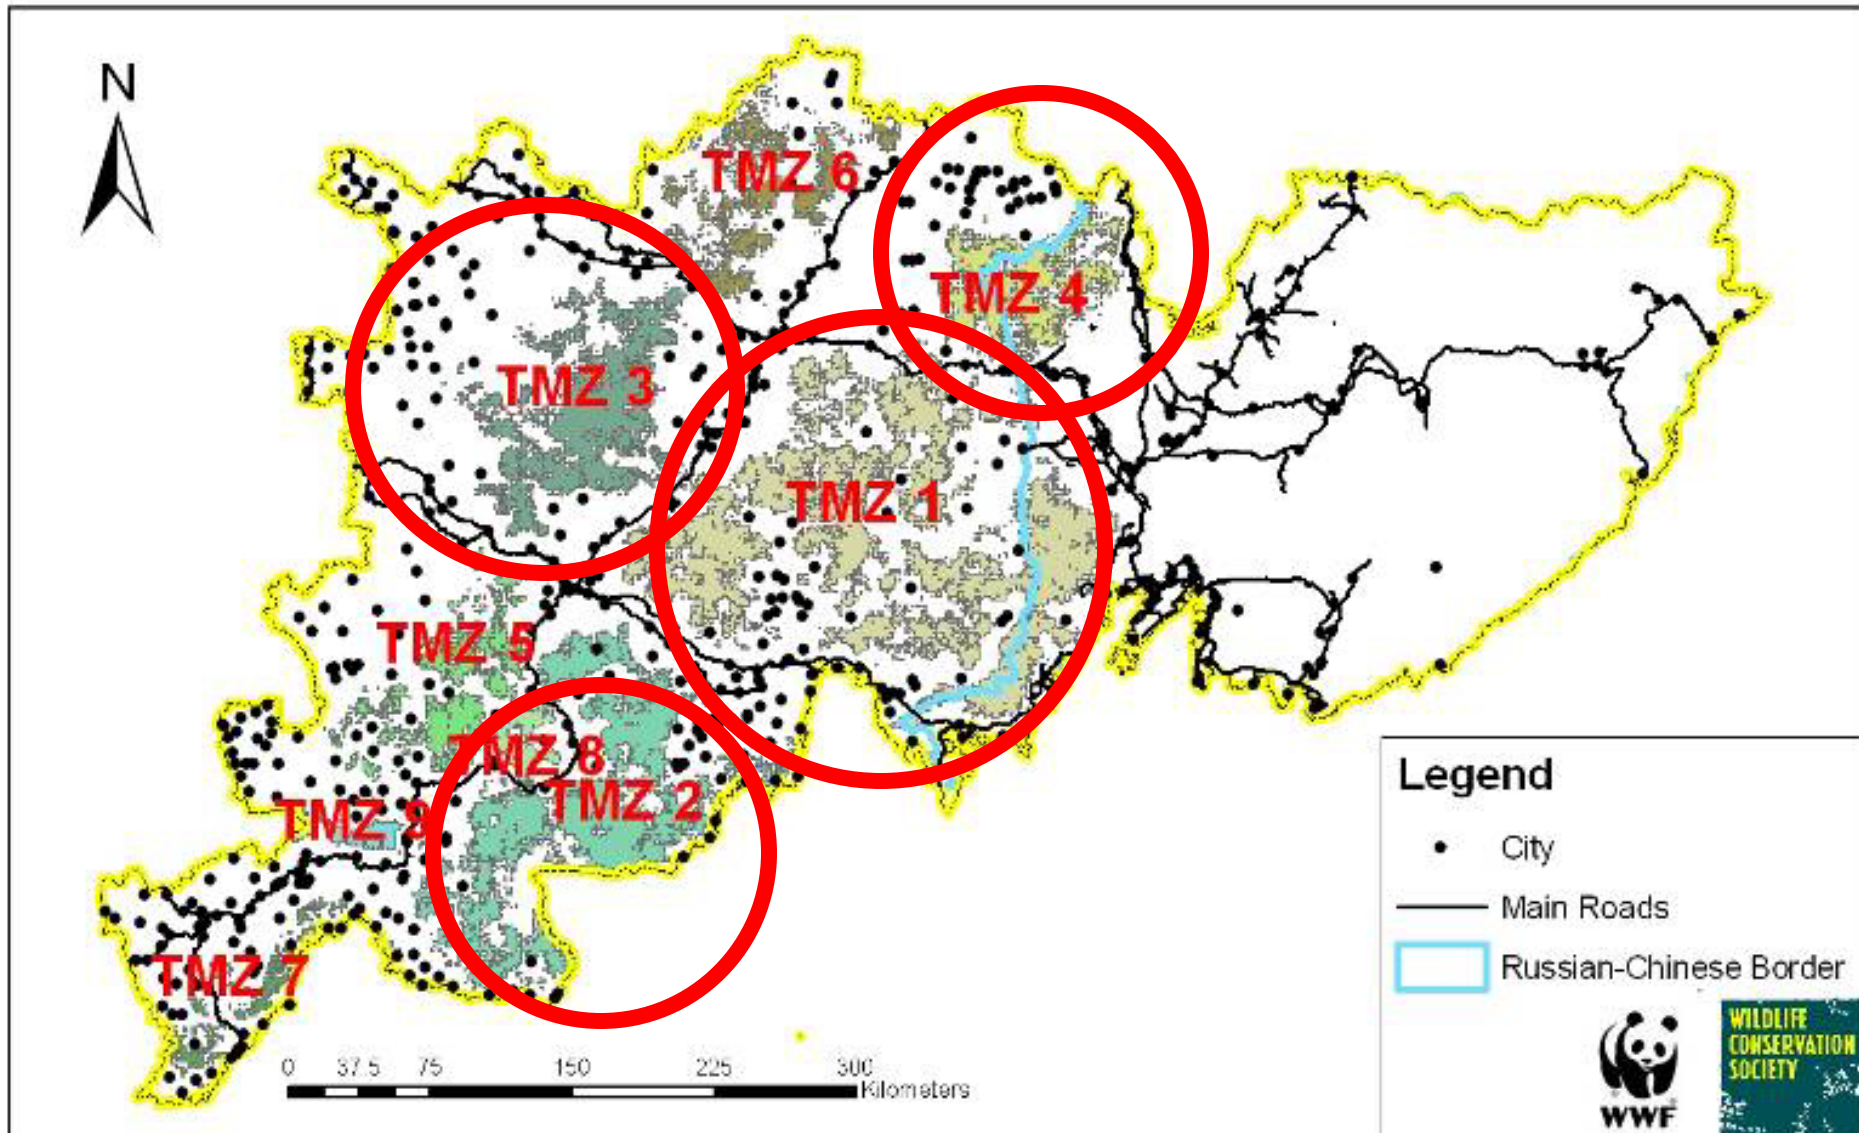 N
TMZ 6
TMZ 4
TMZ 3
TMZ 1
TMZ 5
TMZ 8
TMZ 2
TMZ 9
TMZ 7
Legend
City
Main Roads
Russian-Chinese Border
0 37.5 75 150 225 300
Kilometers
WWF
WILDLIFE
CONSERVATION
SOCIETY